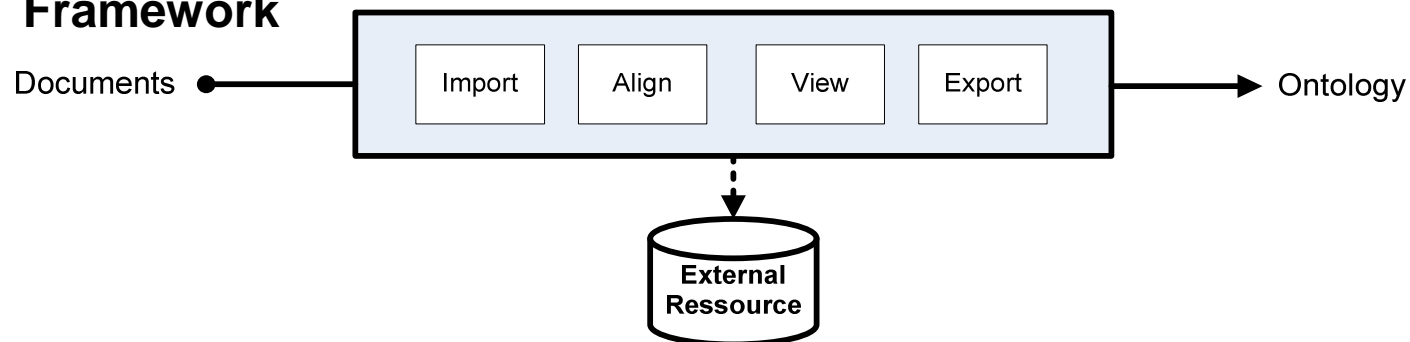 Framework
Documents
Import
Align
View
Export
Ontology
External
Ressource